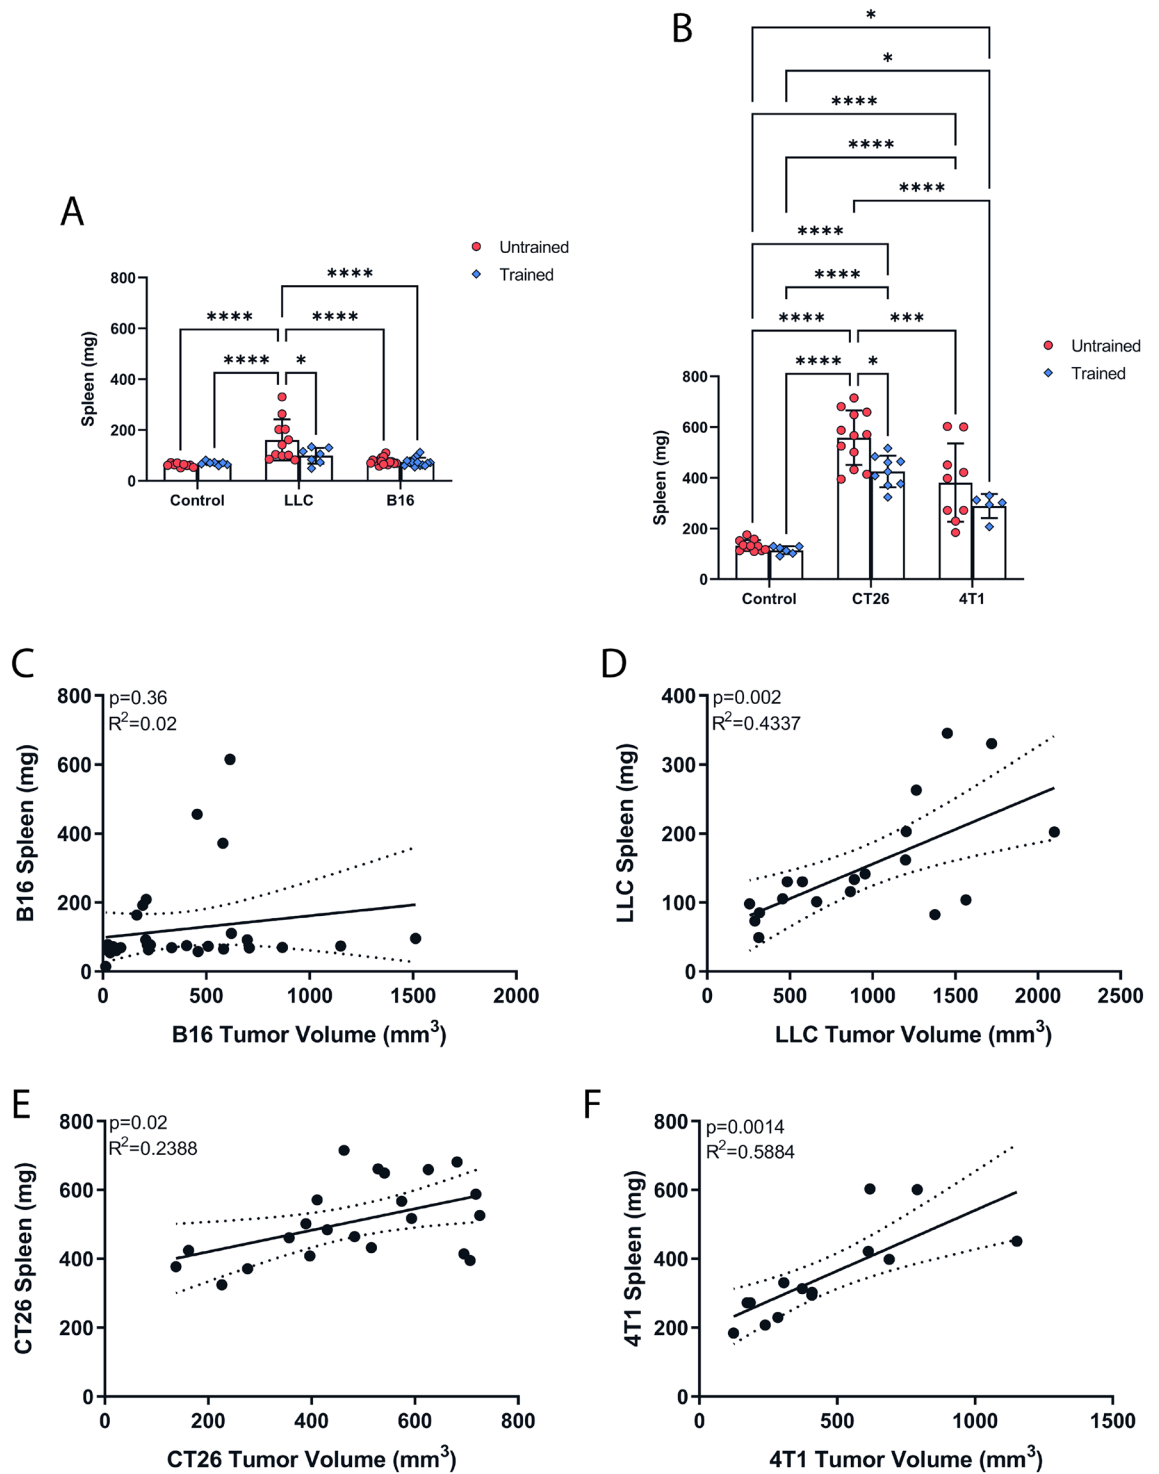 A
Untrained
Trained
****
**** ****
**** *
800
600
400
200
0
Spleen (mg)
Control LLC B16
B
*
*
****
****
****
****
****
**** ***
**** *
Untrained
Trained
800
600
400
200
0
Spleen (mg)
Control CT26 4T1
C
p=0.36
R²=0.02
800
600
400
200
0
B16 Spleen (mg)
0 500 1000 1500 2000
B16 Tumor Volume (mm³)
D
p=0.002
R²=0.4337
400
300
200
100
0
LLC Spleen (mg)
0 500 1000 1500 2000 2500
LLC Tumor Volume (mm³)
E
p=0.02
R²=0.2388
800
600
400
200
0
CT26 Spleen (mg)
0 200 400 600 800
CT26 Tumor Volume (mm³)
F
p=0.0014
R²=0.5884
800
600
400
200
0
4T1 Spleen (mg)
0 500 1000 1500
4T1 Tumor Volume (mm³)